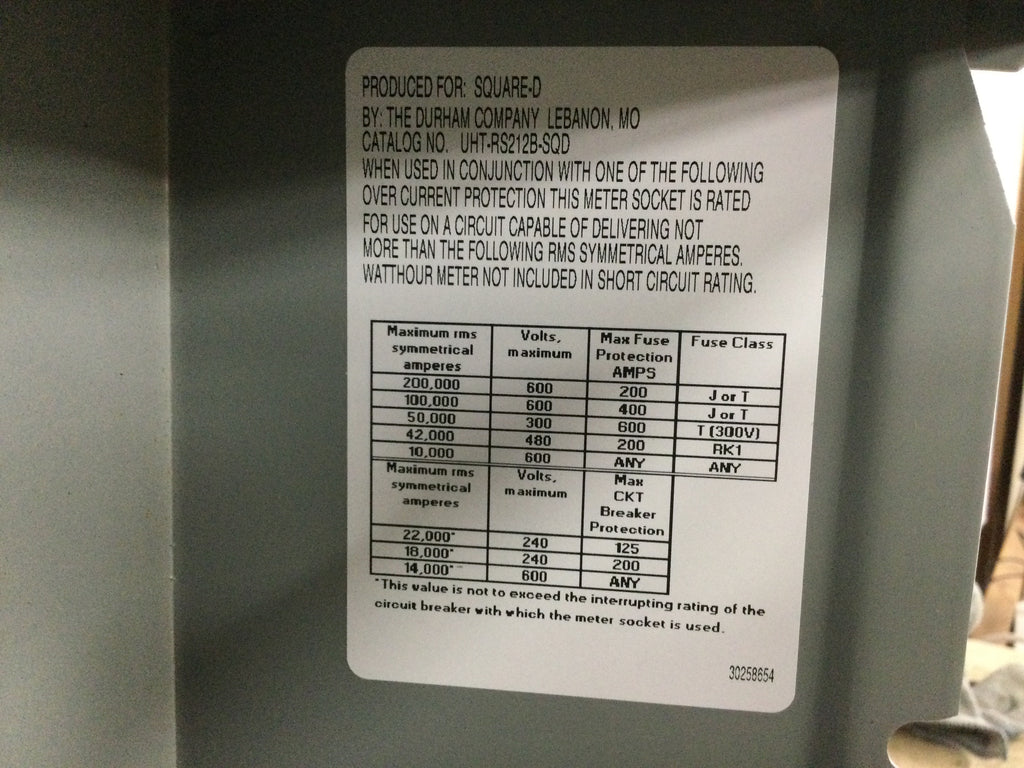 PRODUCED FOR: SQUARE-D
BY: THE DURHAM COMPANY LEBANON, MO
CATALOG NO. UHT-RS212B-SQD
WHEN USED IN CONJUNCTION WITH ONE OF THE FOLLOWING
OVER CURRENT PROTECTION THIS METER SOCKET IS RATED
FOR USE ON A CIRCUIT CAPABLE OF DELIVERING NOT
MORE THAN THE FOLLOWING RMS SYMMETRICAL AMPERES.
WATTHOUR METER NOT INCLUDED IN SHORT CIRCUIT RATING.
Maximum rms symmetrical amperes | Volts, maximum | Max Fuse Protection AMPS | Fuse Class
200,000 | 600 | 200 | J or T
100,000 | 600 | 400 | J or T
50,000 | 300 | 600 | T (300V)
42,000 | 480 | 200 | RK1
10,000 | 600 | ANY | ANY
Maximum rms symmetrical amperes | Volts, maximum | Max CKT Breaker Protection
22,000* | 240 | 125
18,000* | 240 | 200
14,000* | 600 | ANY
*This value is not to exceed the interrupting rating of the
circuit breaker with which the meter socket is used.
30258654